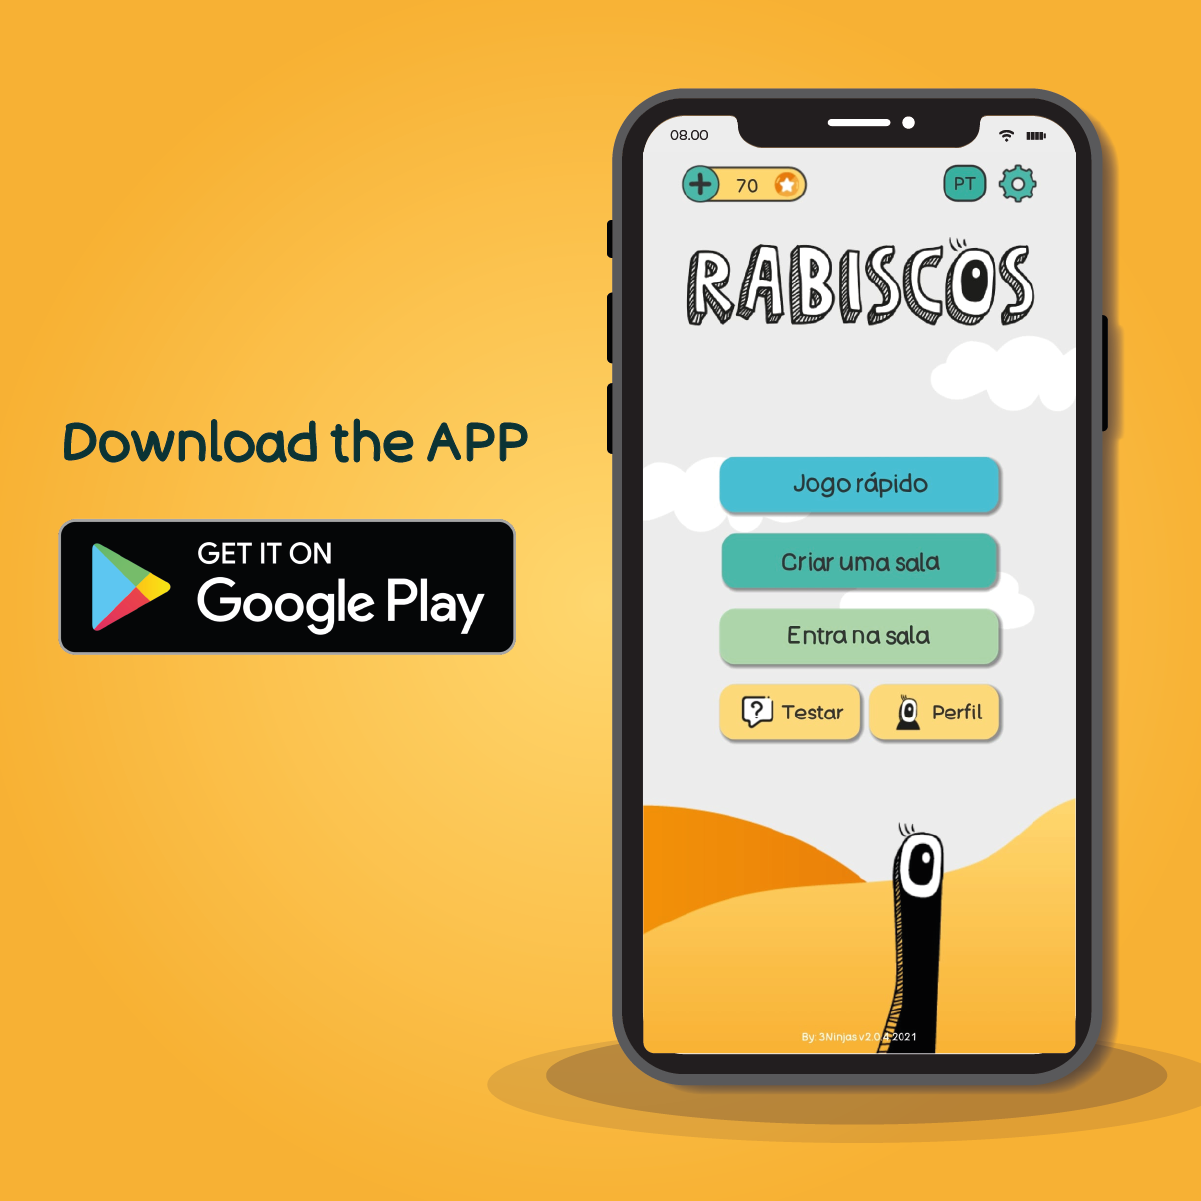 Download the APP
GET IT ON
Google Play
08.00
70
PT
RABISCOS
Jogo rápido
Criar uma sala
Entra na sala
Testar
Perfil
By: 3Ninjas v2.0.4 2021